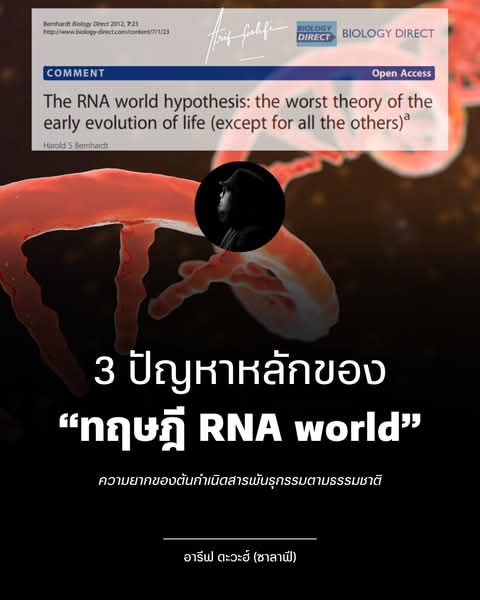 Bernhardt Biology Direct 2012, 7:23
http://www.biology-direct.com/content/7/1/23
BIOLOGY
DIRECT
BIOLOGY DIRECT
COMMENT
Open Access
The RNA world hypothesis: the worst theory of the
early evolution of life (except for all the others)ª
Harold S Bernhardt
3 ปัญหาหลักของ
“ทฤษฎี RNA world”
ความยากของต้นกำเนิดสารพันธุกรรมตามธรรมชาติ
อารีฟ ตะวะฮ์ (ซาลาฟี)